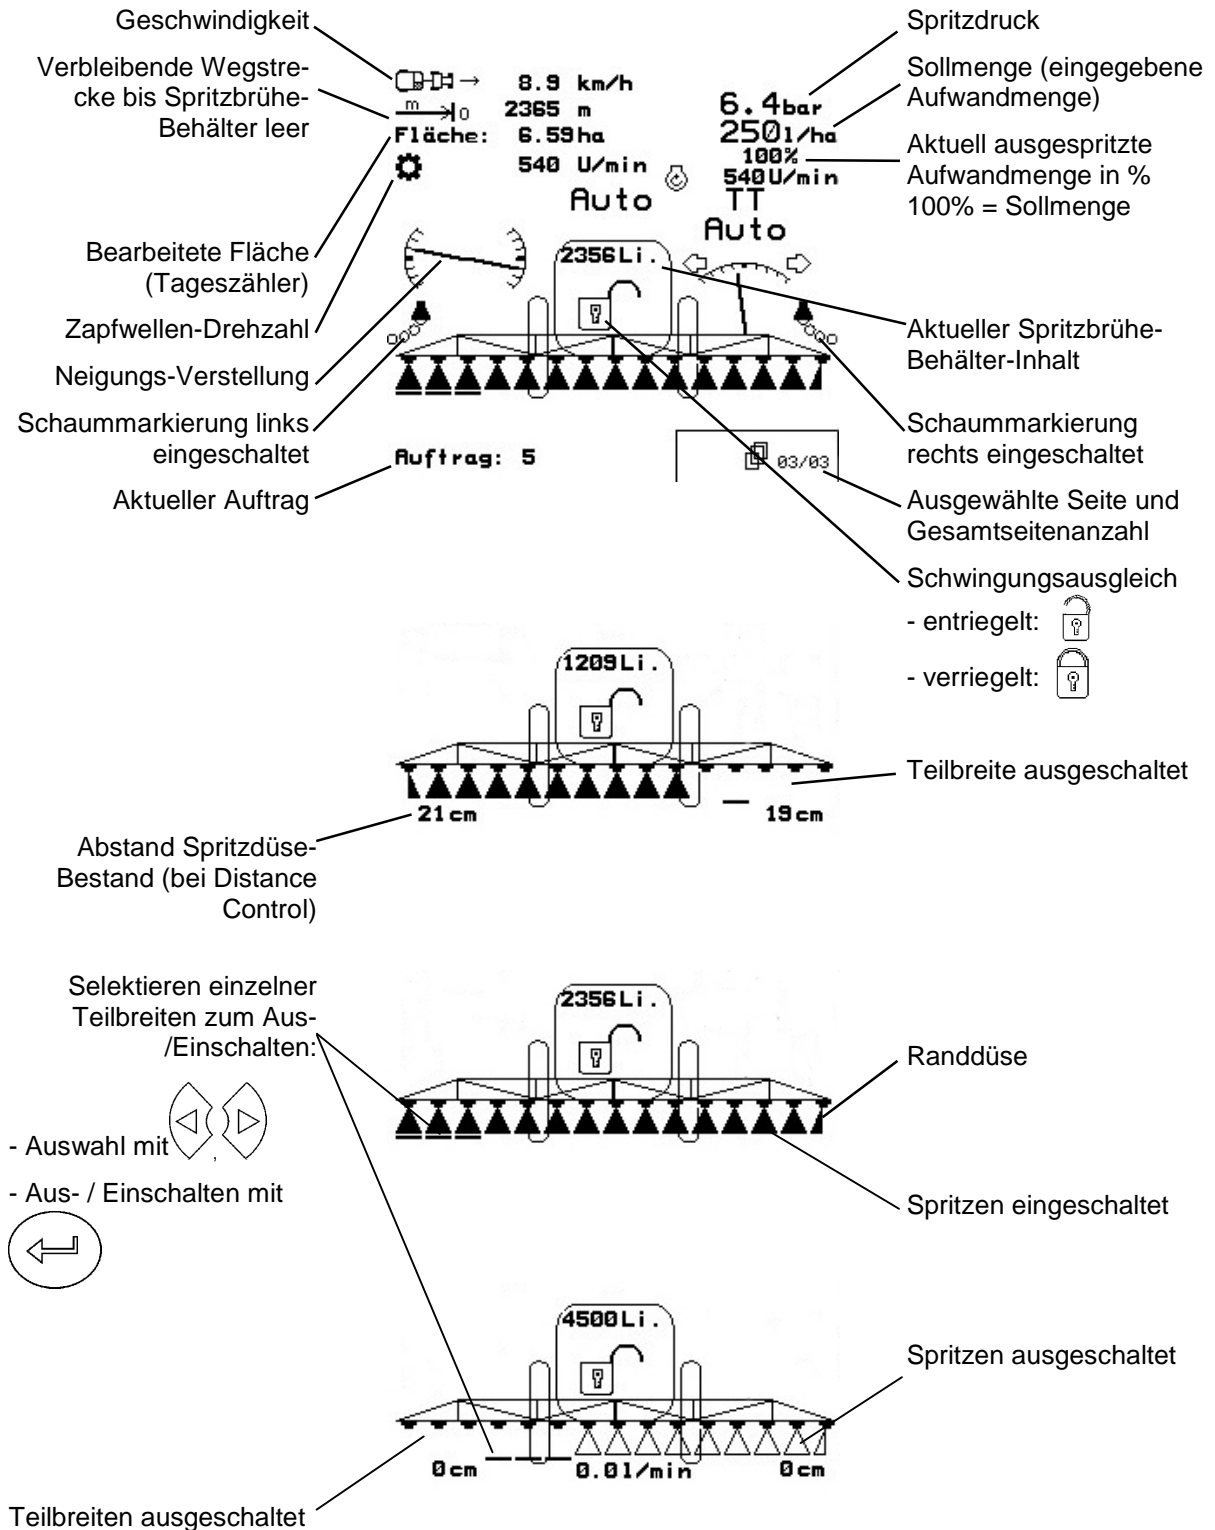 Geschwindigkeit
Verbleibende Wegstre-
cke bis Spritzbrühe-
Behälter leer
Bearbeitete Fläche
(Tageszähler)
Zapfwellen-Drehzahl
Neigungs-Verstellung
Schaummarkierung links
eingeschaltet
Aktueller Auftrag
8.9 km/h
m 0 2365 m
Fläche: 6.59ha
540 U/min
Auto
6.4bar
250l/ha
100%
540U/min
TT
Auto
2356Li.
Auftrag: 5
03/03
Spritzdruck
Sollmenge (eingegebene
Aufwandmenge)
Aktuell ausgespritzte
Aufwandmenge in %
100% = Sollmenge
Aktueller Spritzbrühe-
Behälter-Inhalt
Schaummarkierung
rechts eingeschaltet
Ausgewählte Seite und
Gesamtseitenanzahl
Schwingungsausgleich
- entriegelt:
- verriegelt:
1209Li.
21cm
19cm
Teilbreite ausgeschaltet
Abstand Spritzdüse-
Bestand (bei Distance
Control)
Selektieren einzelner
Teilbreiten zum Aus-
/Einschalten:
- Auswahl mit ,
- Aus- / Einschalten mit
2356Li.
Randdüse
Spritzen eingeschaltet
4500Li.
0cm
0.0l/min
0cm
Spritzen ausgeschaltet
Teilbreiten ausgeschaltet